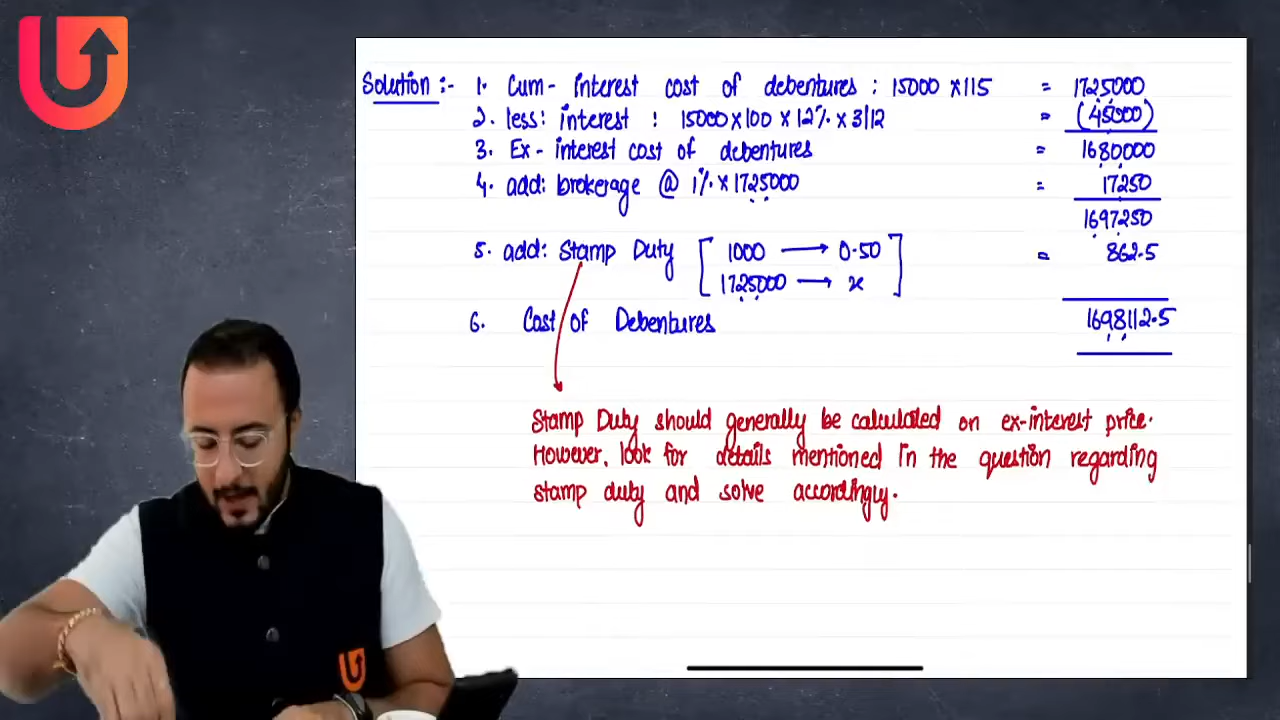 Solution :- 1. Cum - interest cost of debentures : 15000 × 115 = 1725000
2. less: interest : 15000 × 100 × 12% × 3/12 = (45000)
3. Ex - interest cost of debentures = 1680000
4. add: brokerage @ 1% × 1725000 = 17250
1697250
5. add: Stamp Duty [ 1000 → 0.50 ] = 862.5
1725000 → x
6. Cost of Debentures 1698112.5
Stamp Duty should generally be calculated on ex-interest price.
However, look for details mentioned in the question regarding
stamp duty and solve accordingly.